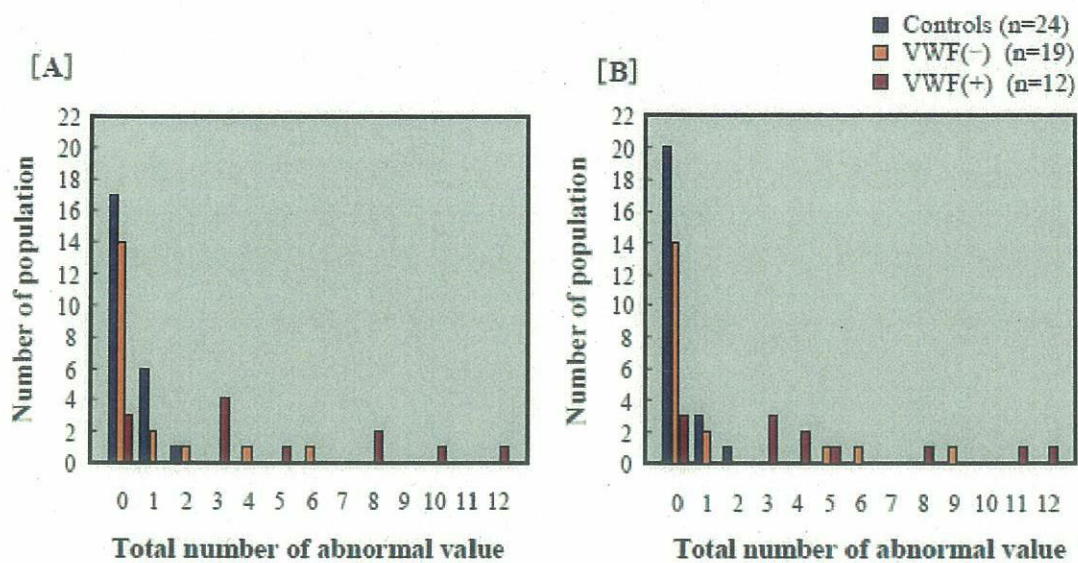 Controls (n=24)
VWF(−) (n=19)
VWF(+) (n=12)
[A]
22
20
18
16
14
12
10
8
6
4
2
0
Number of population
0 1 2 3 4 5 6 7 8 9 10 11 12
Total number of abnormal value
[B]
22
20
18
16
14
12
10
8
6
4
2
0
Number of population
0 1 2 3 4 5 6 7 8 9 10 11 12
Total number of abnormal value